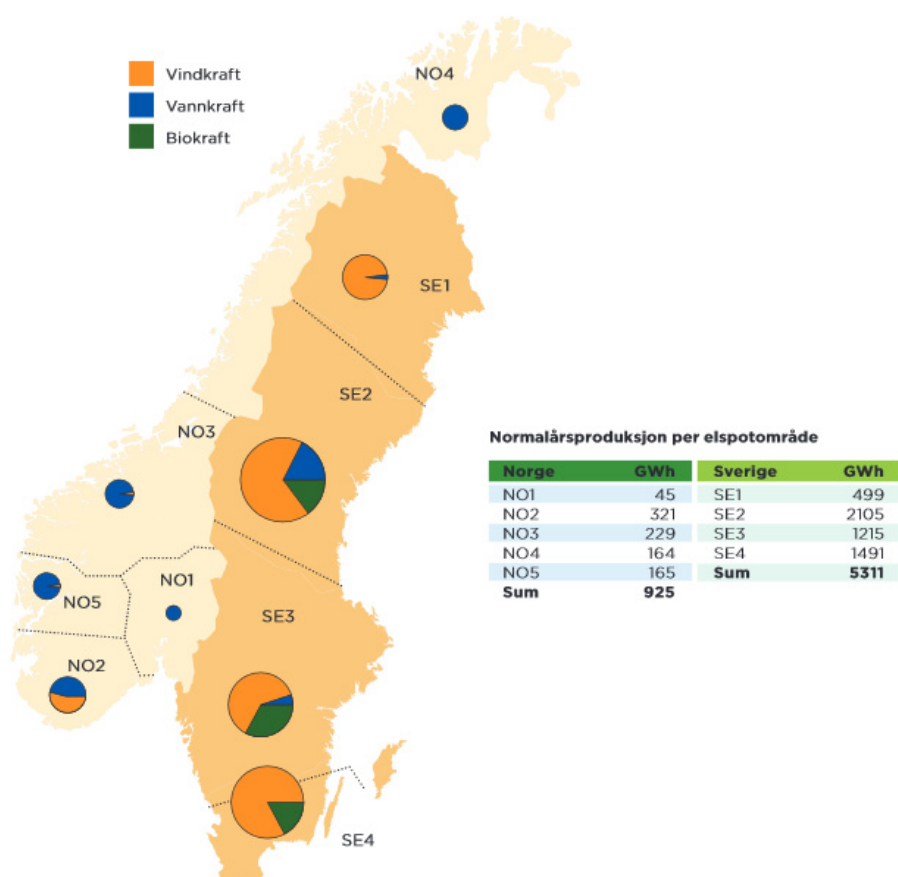 Vindkraft
Vannkraft
Biokraft
NO4
SE1
SE2
NO3
NO1
NO5
SE3
NO2
SE4
Normalårsproduksjon per elspotområde
Norge GWh Sverige GWh
NO1 45 SE1 499
NO2 321 SE2 2105
NO3 229 SE3 1215
NO4 164 SE4 1491
NO5 165 Sum 5311
Sum 925